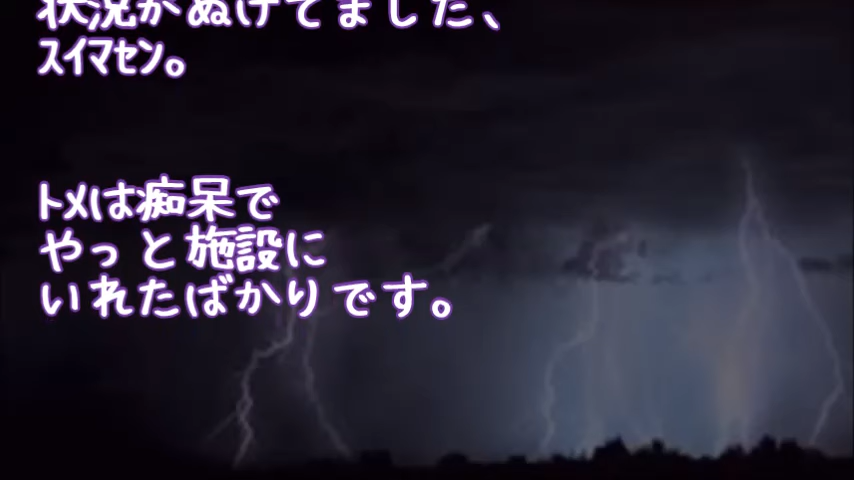 状況がぬけてました、
ｽｲﾏｾﾝ。
ﾄﾒは痴呆で
やっと施設に
いれたばかりです。